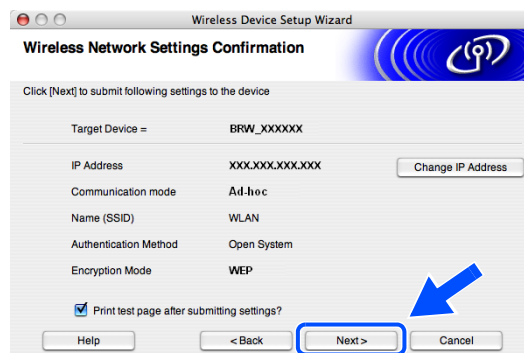 Wireless Device Setup Wizard
Wireless Network Settings Confirmation
Click [Next] to submit following settings to the device
Target Device = BRW_XXXXXX
IP Address XXX.XXX.XXX.XXX Change IP Address
Communication mode Ad-hoc
Name (SSID) WLAN
Authentication Method Open System
Encryption Mode WEP
Print test page after submitting settings?
Help < Back Next > Cancel